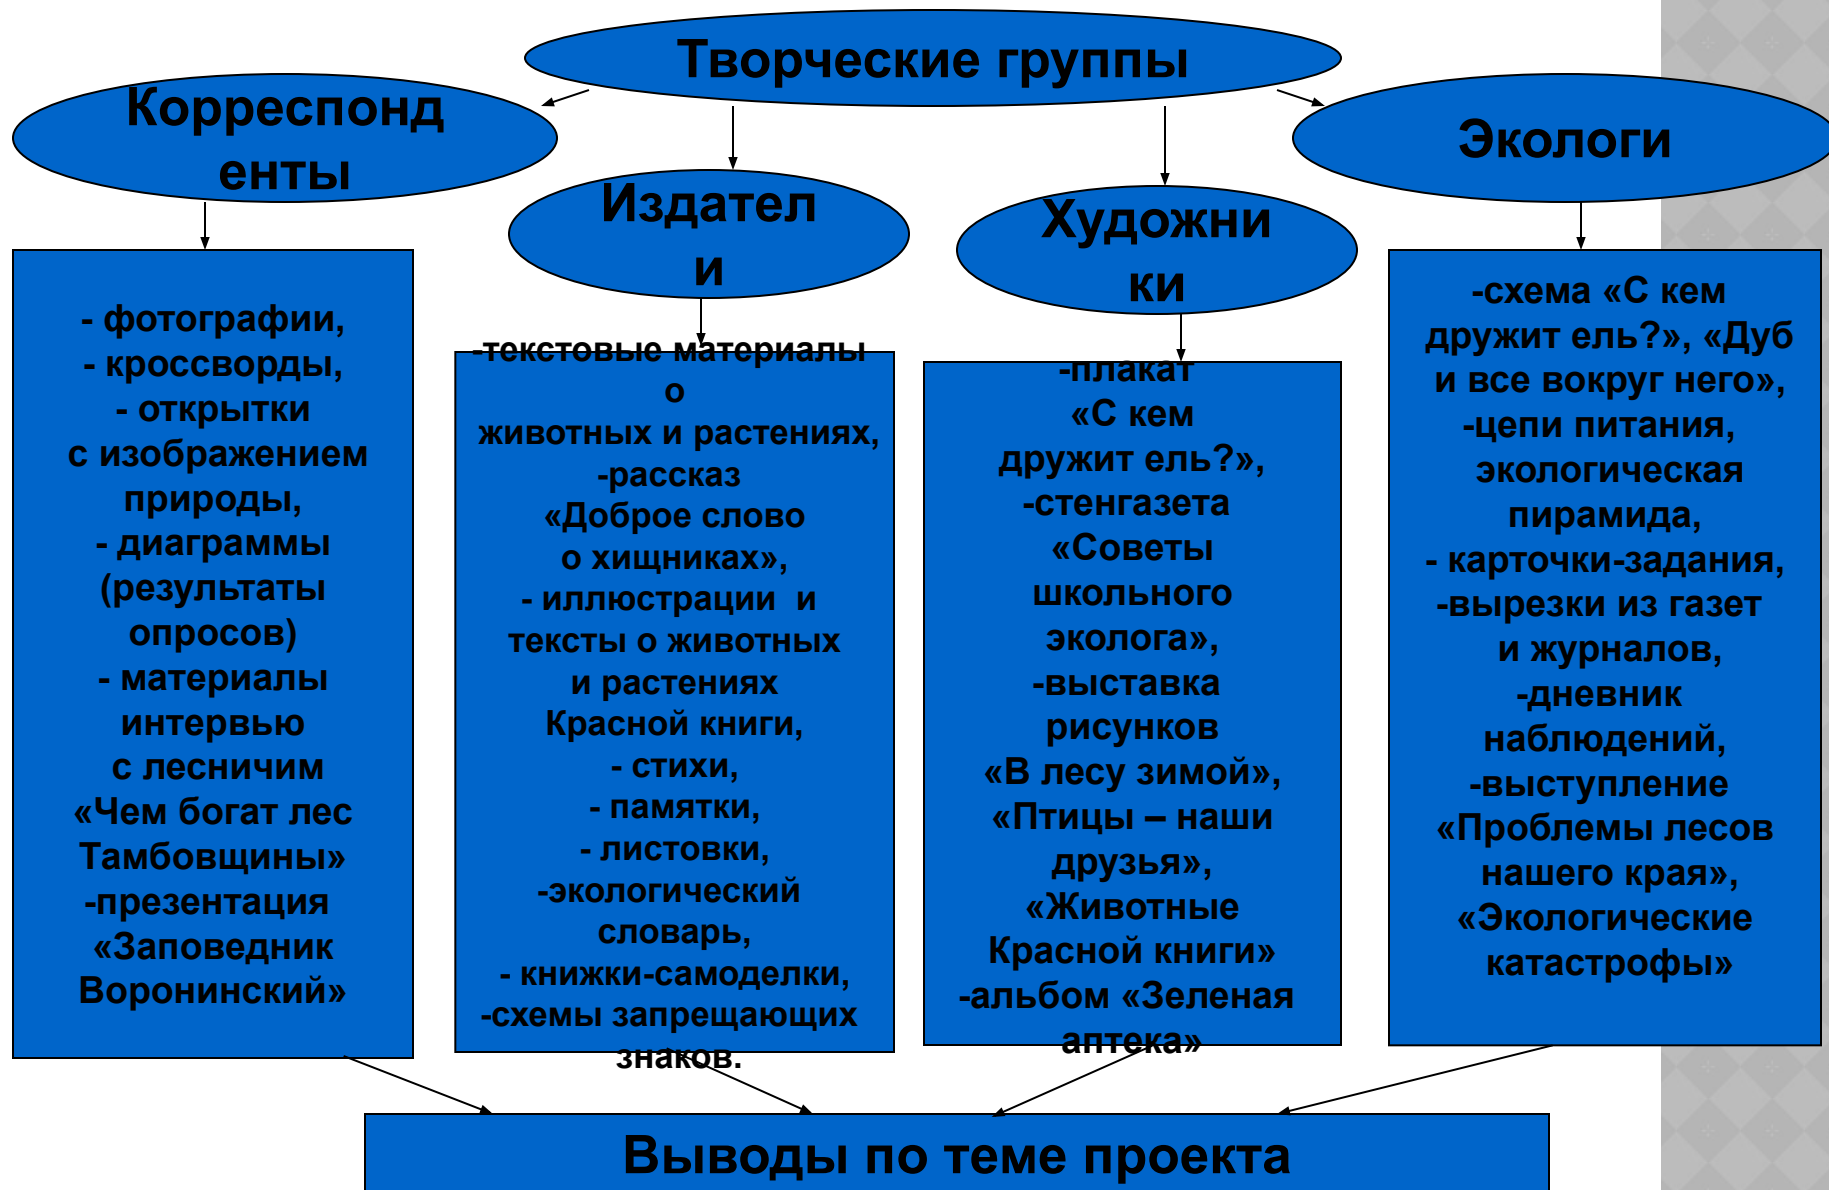 Творческие группы
Корреспонд
енты
Издател
и
Художни
ки
Экологи
- фотографии,
- кроссворды,
- открытки
с изображением
природы,
- диаграммы
(результаты
опросов)
- материалы
интервью
с лесничим
«Чем богат лес
Тамбовщины»
-презентация
«Заповедник
Воронинский»
-текстовые материалы
о
животных и растениях,
-рассказ
«Доброе слово
о хищниках»,
- иллюстрации  и
тексты о животных
и растениях
Красной книги,
- стихи,
- памятки,
- листовки,
-экологический
словарь,
- книжки-самоделки,
-схемы запрещающих
знаков.
-плакат
«С кем
дружит ель?»,
-стенгазета
«Советы
школьного
эколога»,
-выставка
рисунков
«В лесу зимой»,
«Птицы – наши
друзья»,
«Животные
Красной книги»
-альбом «Зеленая
аптека»
-схема «С кем
дружит ель?», «Дуб
и все вокруг него»,
-цепи питания,
экологическая
пирамида,
- карточки-задания,
-вырезки из газет
и журналов,
-дневник
наблюдений,
-выступление
«Проблемы лесов
нашего края»,
«Экологические
катастрофы»
Выводы по теме проекта